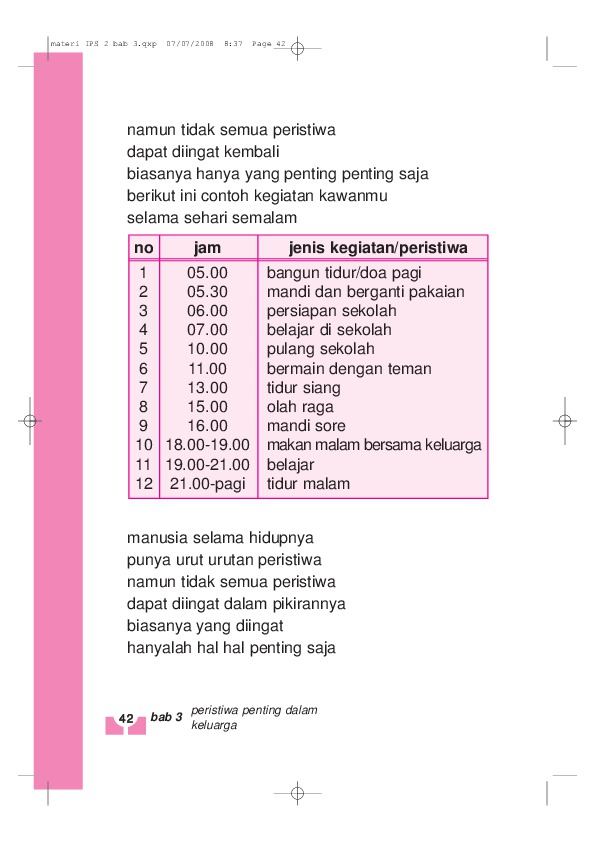 materi IPS 2 bab 3.qxp  07/07/2008  8:37  Page 42
namun tidak semua peristiwa
dapat diingat kembali
biasanya hanya yang penting penting saja
berikut ini contoh kegiatan kawanmu
selama sehari semalam
no jam jenis kegiatan/peristiwa
1 05.00 bangun tidur/doa pagi
2 05.30 mandi dan berganti pakaian
3 06.00 persiapan sekolah
4 07.00 belajar di sekolah
5 10.00 pulang sekolah
6 11.00 bermain dengan teman
7 13.00 tidur siang
8 15.00 olah raga
9 16.00 mandi sore
10 18.00-19.00 makan malam bersama keluarga
11 19.00-21.00 belajar
12 21.00-pagi tidur malam
manusia selama hidupnya
punya urut urutan peristiwa
namun tidak semua peristiwa
dapat diingat dalam pikirannya
biasanya yang diingat
hanyalah hal hal penting saja
42 bab 3 peristiwa penting dalam
keluarga